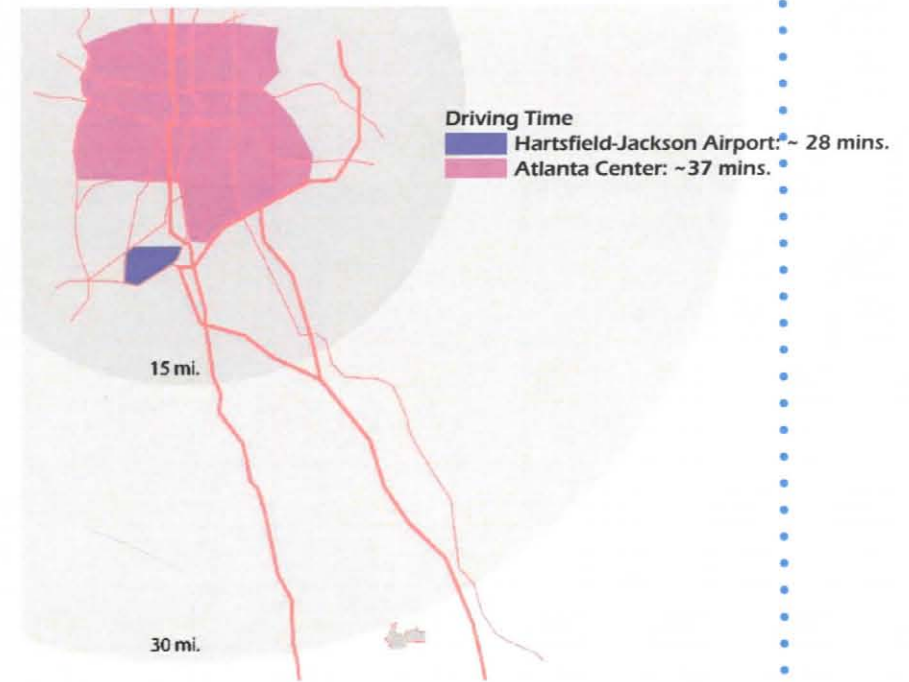 Driving Time
Hartsfield-Jackson Airport: ~ 28 mins.
Atlanta Center: ~37 mins.
15 mi.
30 mi.